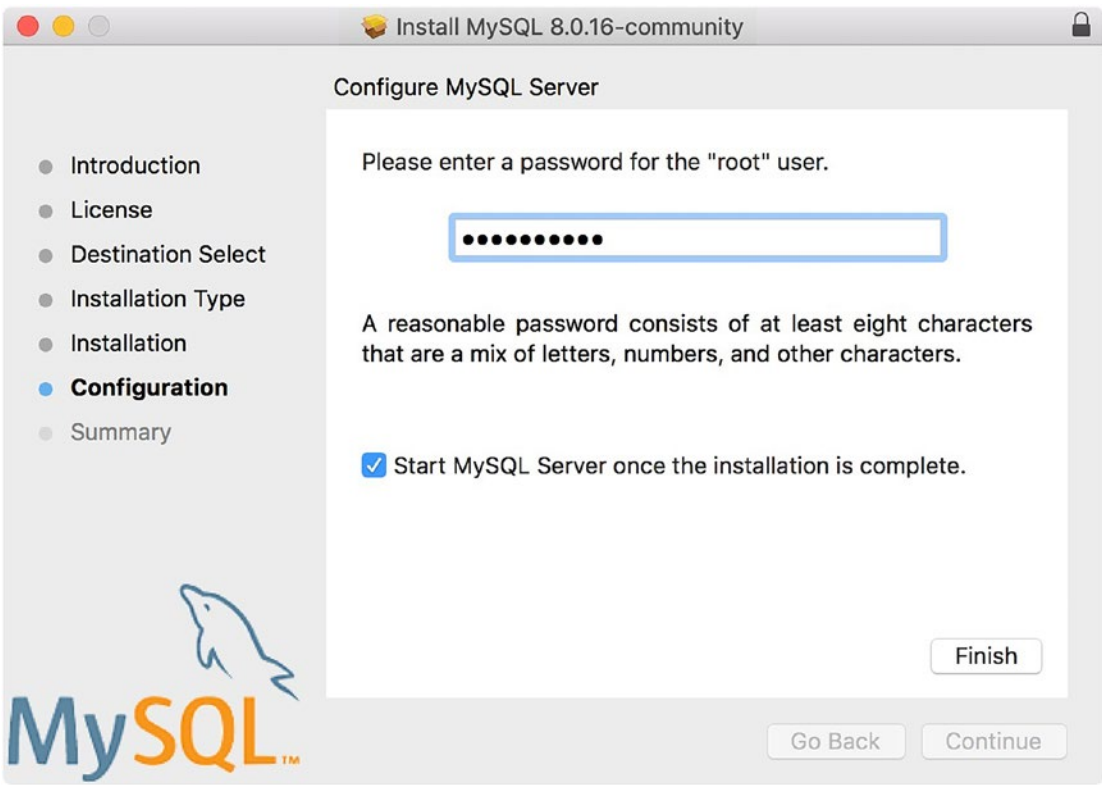 Install MySQL 8.0.16-community
Configure MySQL Server
Introduction
License
Destination Select
Installation Type
Installation
Configuration
Summary
Please enter a password for the "root" user.
••••••••••
A reasonable password consists of at least eight characters
that are a mix of letters, numbers, and other characters.
Start MySQL Server once the installation is complete.
Finish
MySQL™
Go Back
Continue